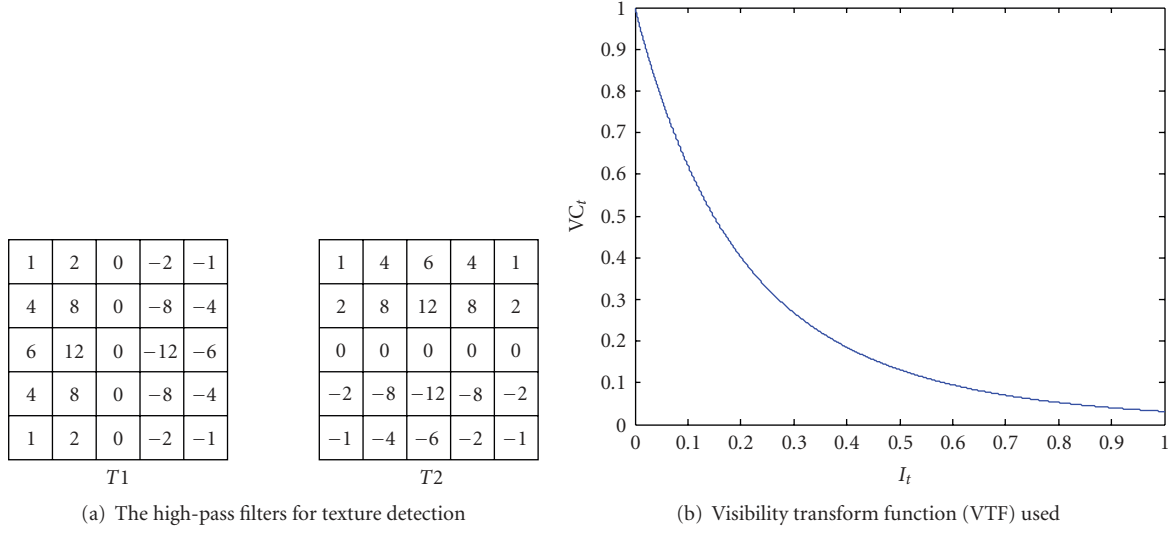 1 2 0 −2 −1
4 8 0 −8 −4
6 12 0 −12 −6
4 8 0 −8 −4
1 2 0 −2 −1
T1
1 4 6 4 1
2 8 12 8 2
0 0 0 0 0
−2 −8 −12 −8 −2
−1 −4 −6 −2 −1
T2
(a) The high-pass filters for texture detection
1
0.9
0.8
0.7
0.6
0.5
0.4
0.3
0.2
0.1
0
VCt
0 0.1 0.2 0.3 0.4 0.5 0.6 0.7 0.8 0.9 1
It
(b) Visibility transform function (VTF) used